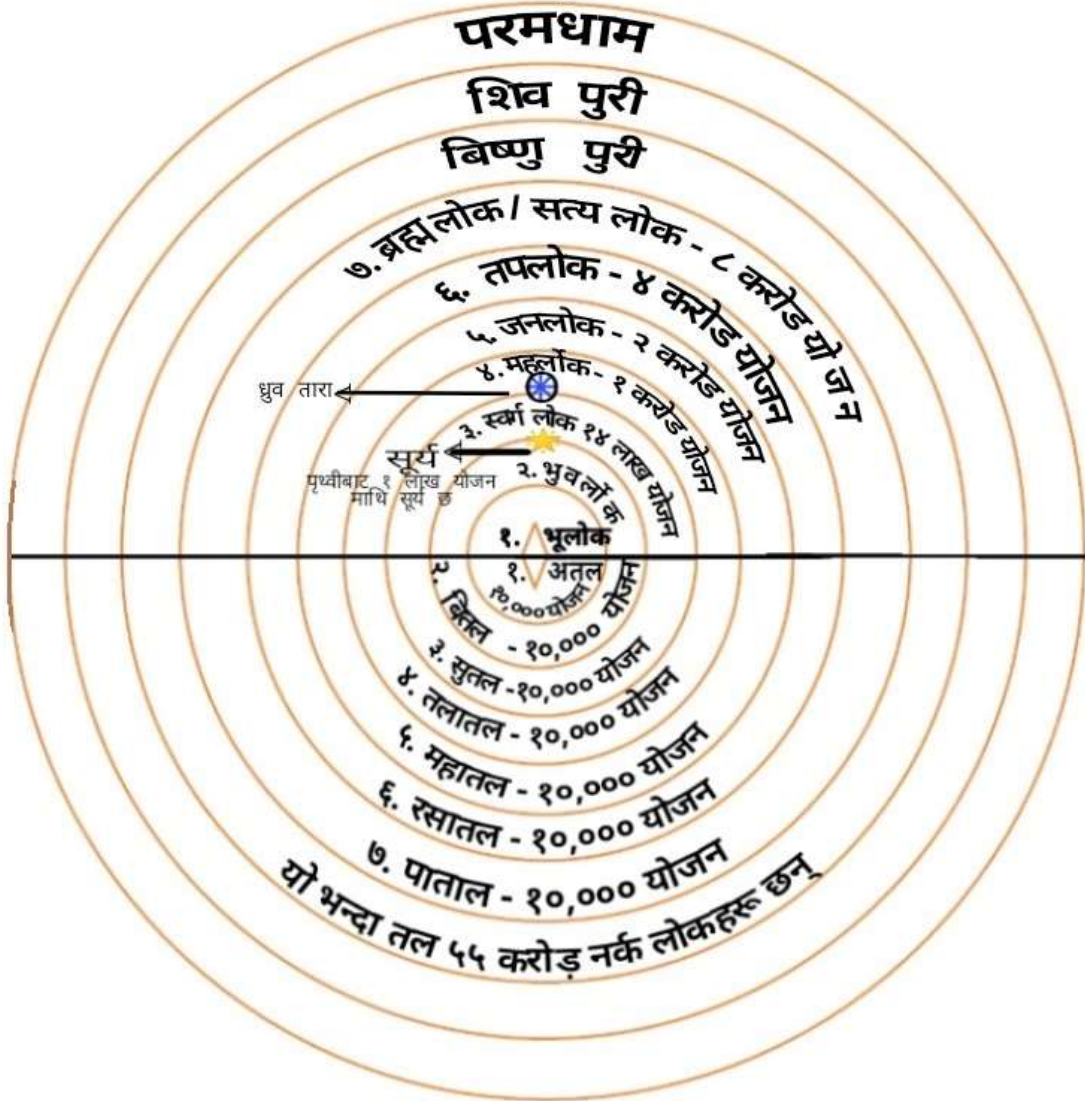 परमधाम
शिव पुरी
बिष्णु पुरी
७. ब्रह्मलोक / सत्य लोक - ८ करोड योजन
६. तपलोक - ४ करोड योजन
५. जनलोक - २ करोड योजन
४. महर्लोक - १ करोड योजन
ध्रुव तारा
३. स्वर्ग लोक १४ लाख योजन
सूर्य
पृथ्वीबाट १ लाख योजन
माथि सूर्य छ
२. भुवर्लोक
१. भूलोक
१. अतल
१०,००० योजन
२. बितल - १०,००० योजन
३. सुतल -१०,००० योजन
४. तलातल - १०,००० योजन
५. महातल - १०,००० योजन
६. रसातल - १०,००० योजन
७. पाताल - १०,००० योजन
यो भन्दा तल ५५ करोड़ नर्क लोकहरू छन्